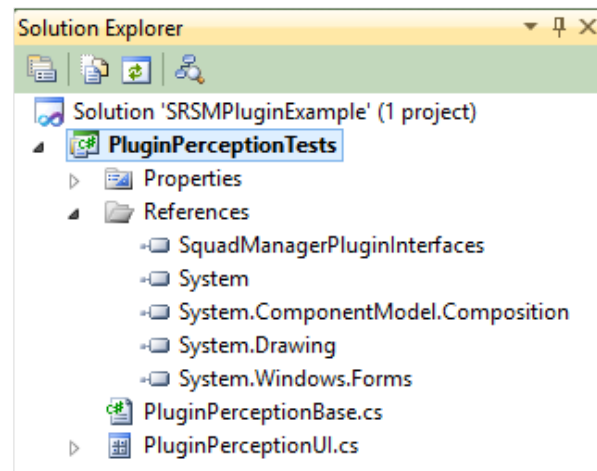 Solution Explorer
Solution 'SRSMPluginExample' (1 project)
PluginPerceptionTests
Properties
References
SquadManagerPluginInterfaces
System
System.ComponentModel.Composition
System.Drawing
System.Windows.Forms
PluginPerceptionBase.cs
PluginPerceptionUI.cs